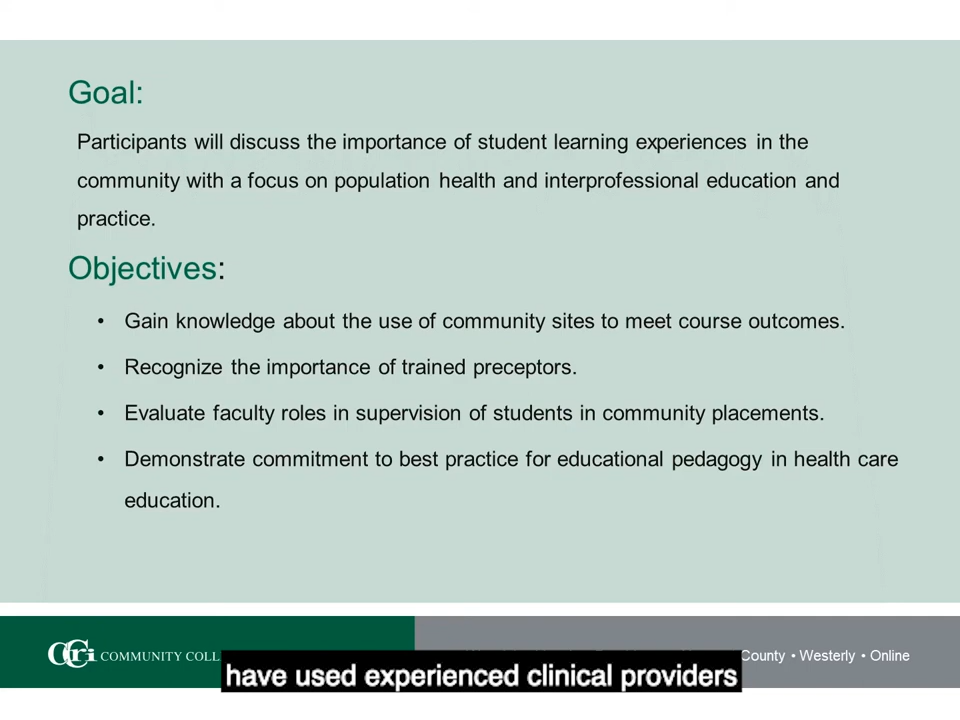 Goal:
Participants will discuss the importance of student learning experiences in the
community with a focus on population health and interprofessional education and
practice.
Objectives:
• Gain knowledge about the use of community sites to meet course outcomes.
• Recognize the importance of trained preceptors.
• Evaluate faculty roles in supervision of students in community placements.
• Demonstrate commitment to best practice for educational pedagogy in health care
education.
CCri COMMUNITY COLL
County • Westerly • Online
have used experienced clinical providers